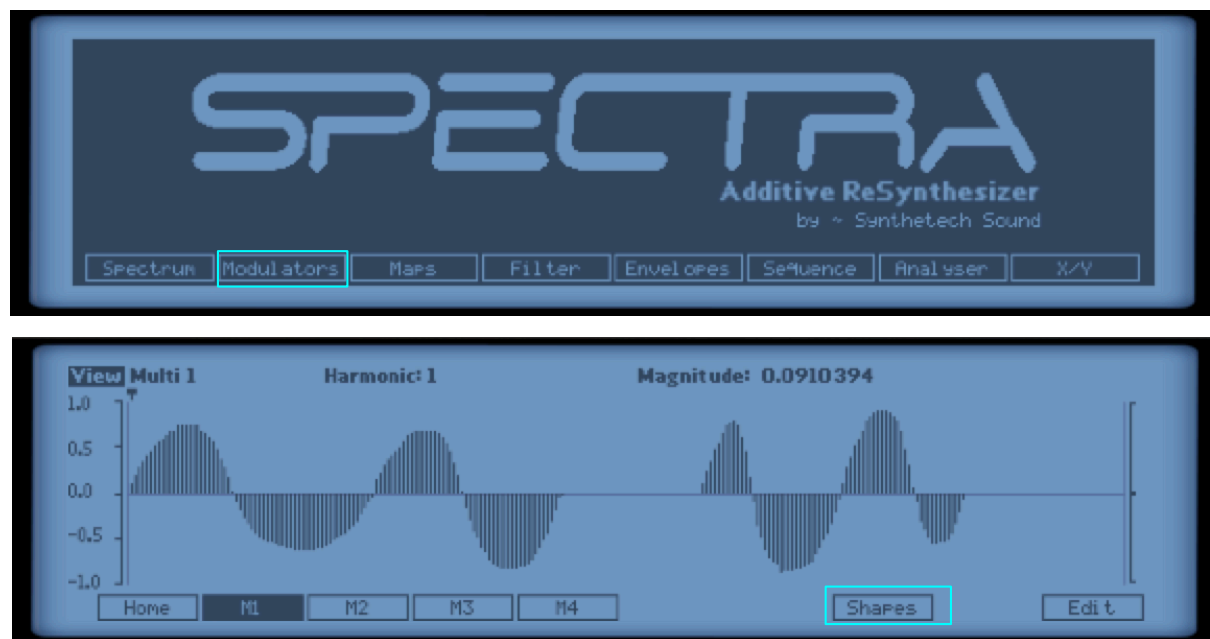 SPECTRA
Additive ReSynthesizer
by ~ Synthetech Sound
Spectrum Modulators Maps Filter Envelopes Sequence Analyser X/Y
View Multi 1 Harmonic: 1 Magnitude: 0.0910394
1.0
0.5
0.0
-0.5
-1.0
Home M1 M2 M3 M4 Shapes Edit